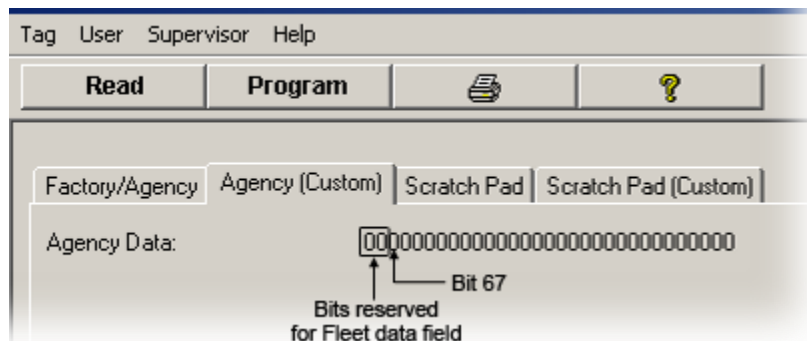 Tag User Supervisor Help
Read Program ?
Factory/Agency Agency (Custom) Scratch Pad Scratch Pad (Custom)
Agency Data: 00000000000000000000000000000000
Bit 67
Bits reserved
for Fleet data field